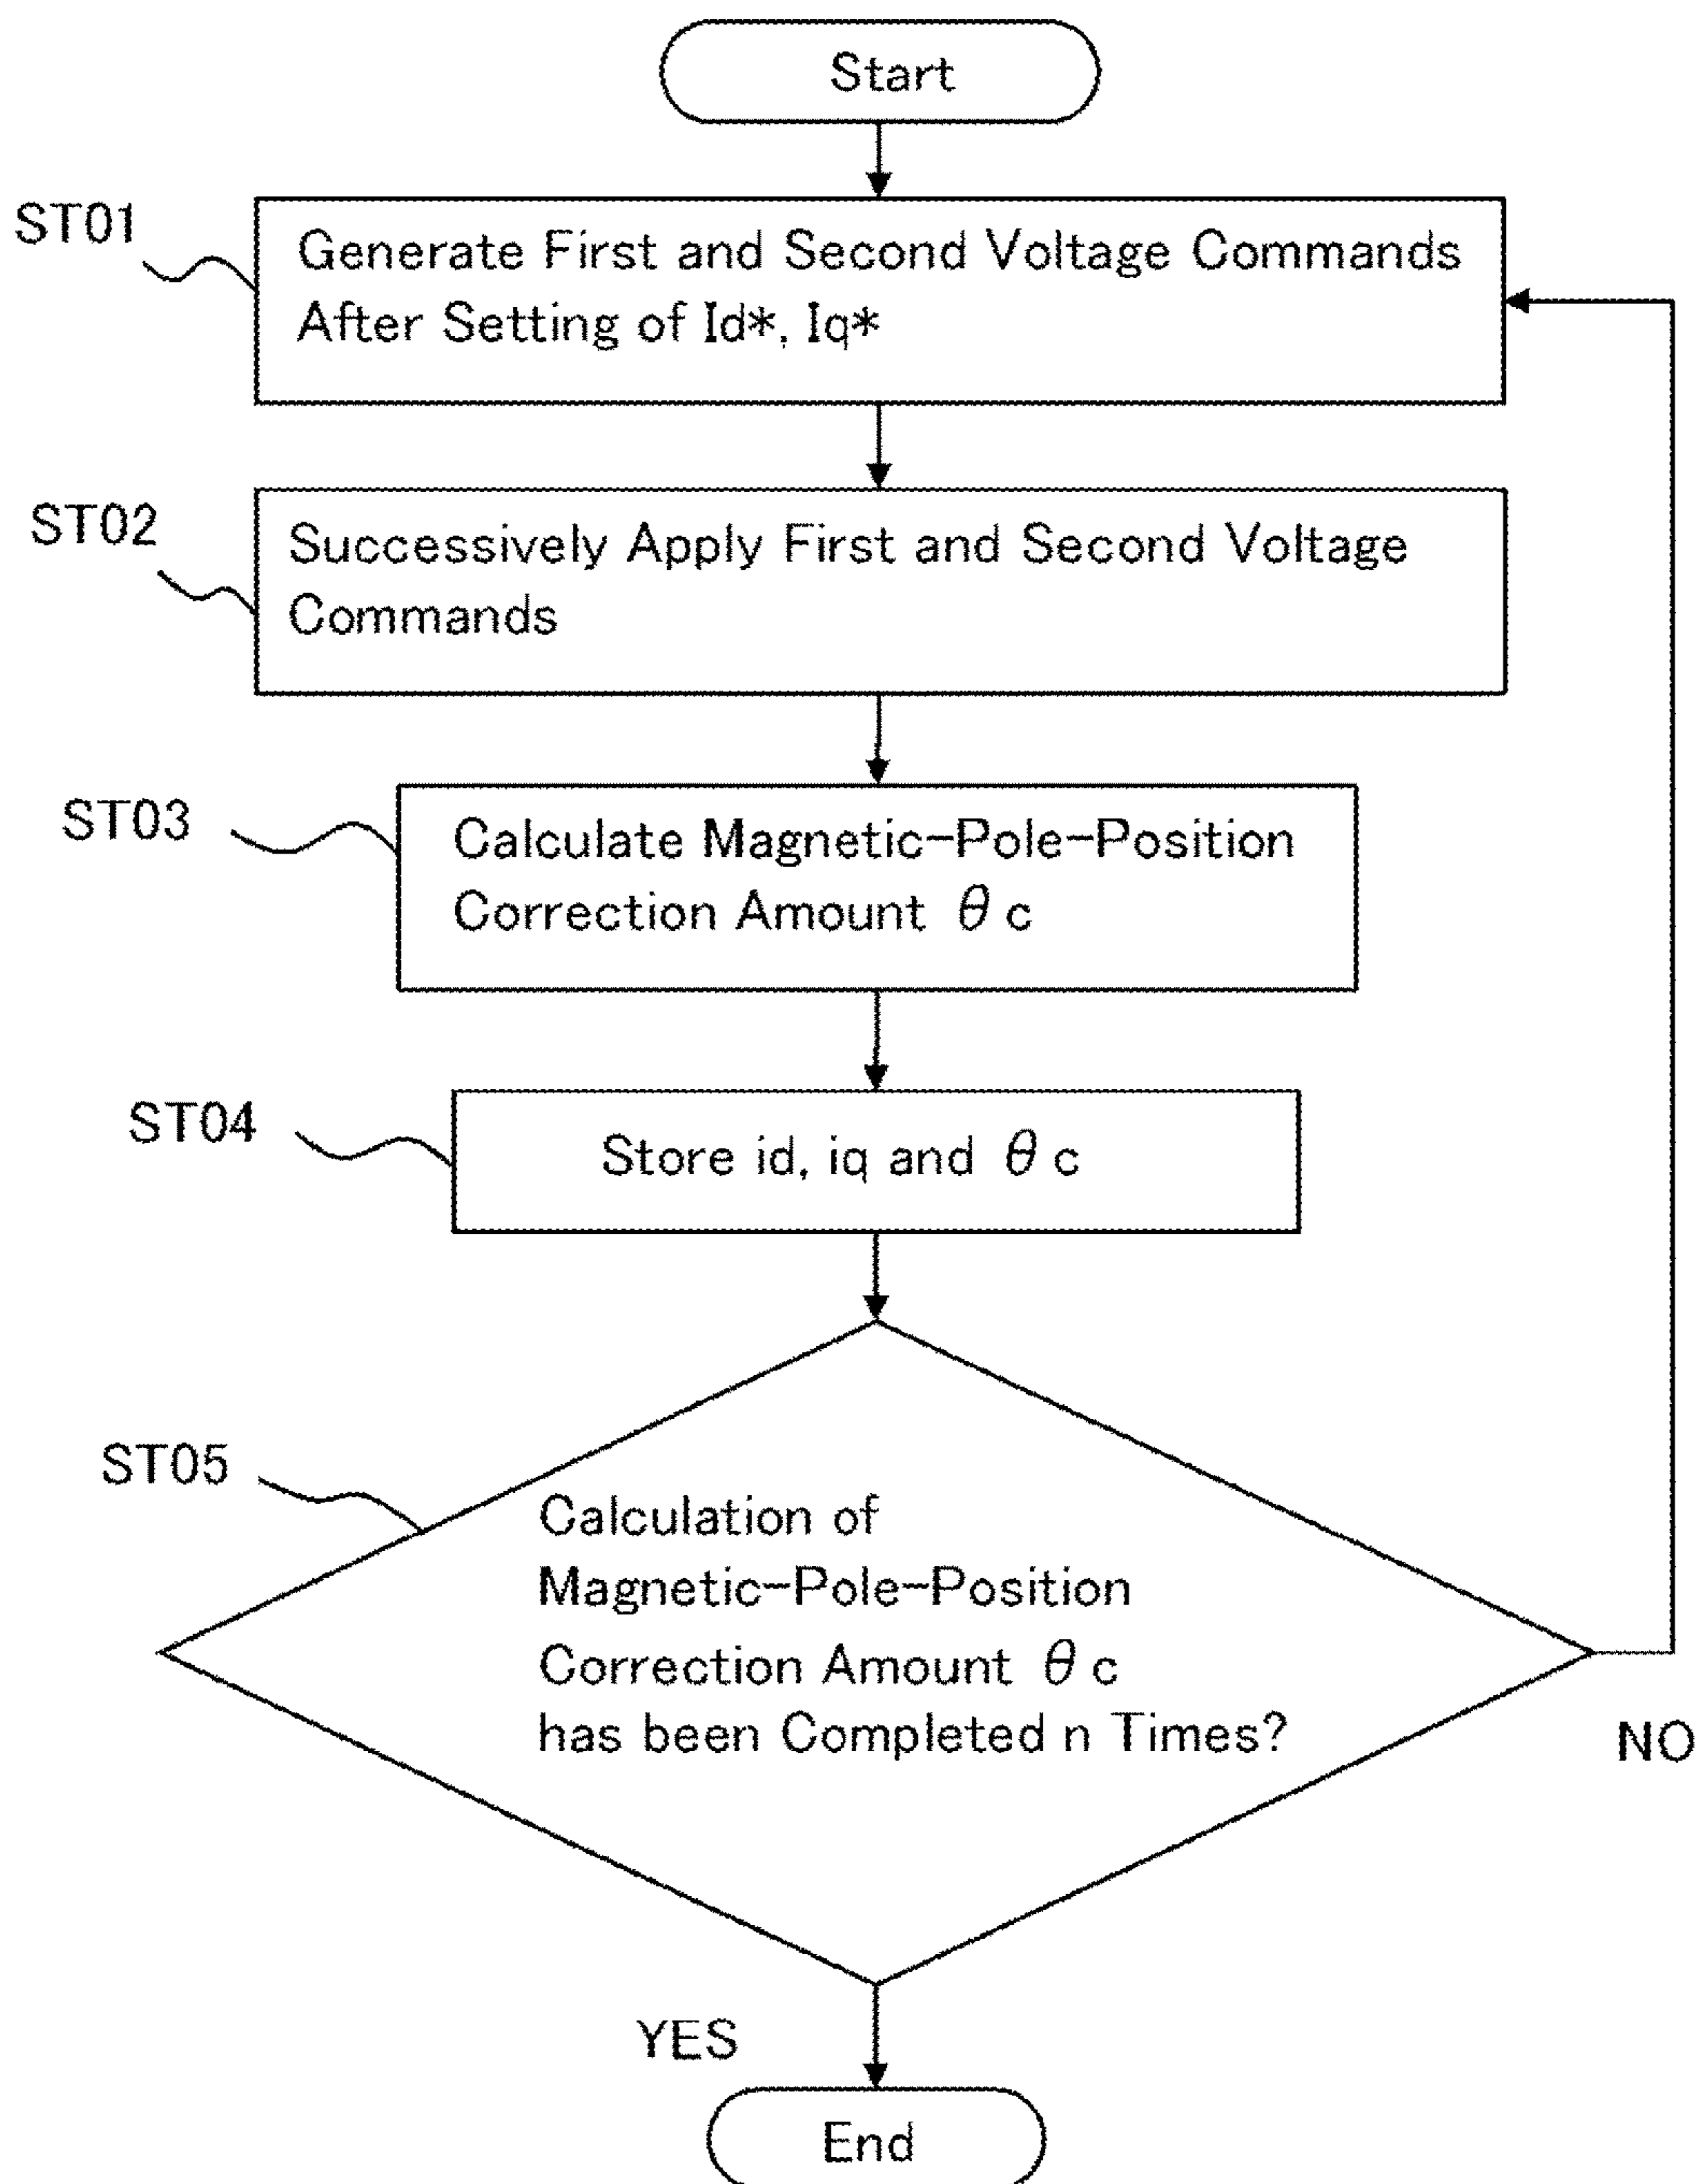 Start
ST01
Generate First and Second Voltage Commands
After Setting of Id*, Iq*
ST02
Successively Apply First and Second Voltage
Commands
ST03
Calculate Magnetic-Pole-Position
Correction Amount θc
ST04
Store id, iq and θc
ST05
Calculation of
Magnetic-Pole-Position
Correction Amount θc
has been Completed n Times?
NO
YES
End